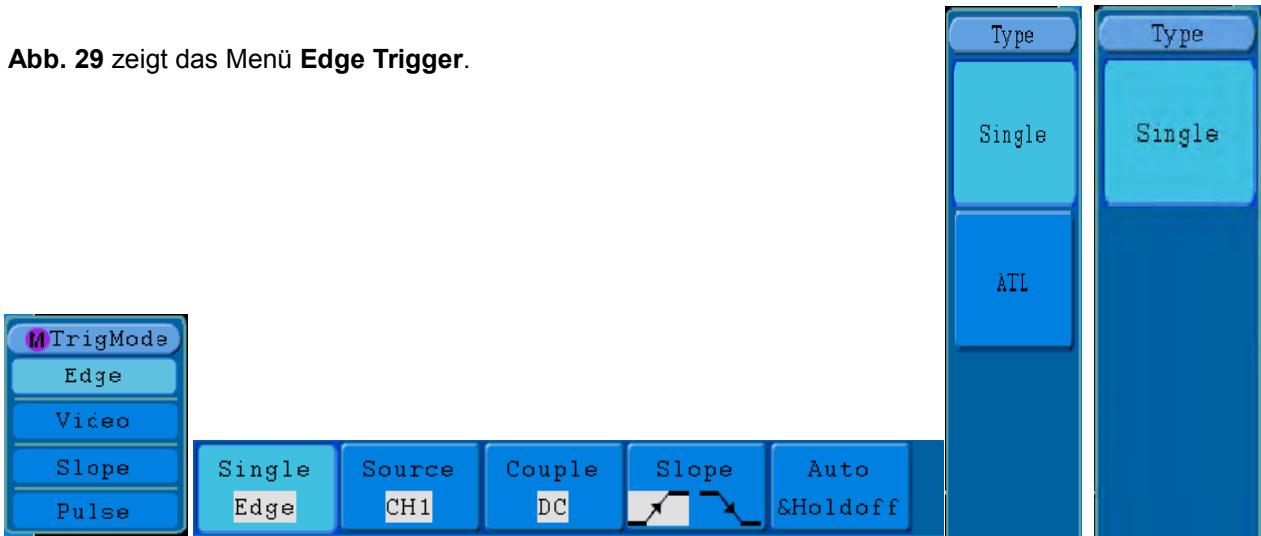 Abb. 29 zeigt das Menü Edge Trigger.
Type
Single
ATL
Type
Single
M TrigMode
Edge
Video
Slope
Pulse
Single
Edge
Source
CH1
Couple
DC
Slope
Auto
&Holdoff